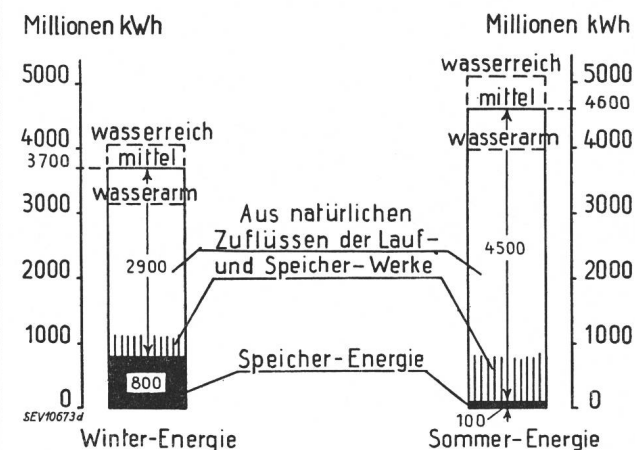 Millionen kWh
Millionen kWh
wasserreich
5000
5000
mittel
4600
4000
wasserreich
wasserarm
4000
3700
mittel
wasserarm
3000
3000
Aus natürlichen
Zuflüssen der Lauf-
4500
2900
und Speicher-Werke
2000
2000
1000
1000
Speicher-Energie
800
0
0
SEV10673d
100
Winter-Energie
Sommer-Energie